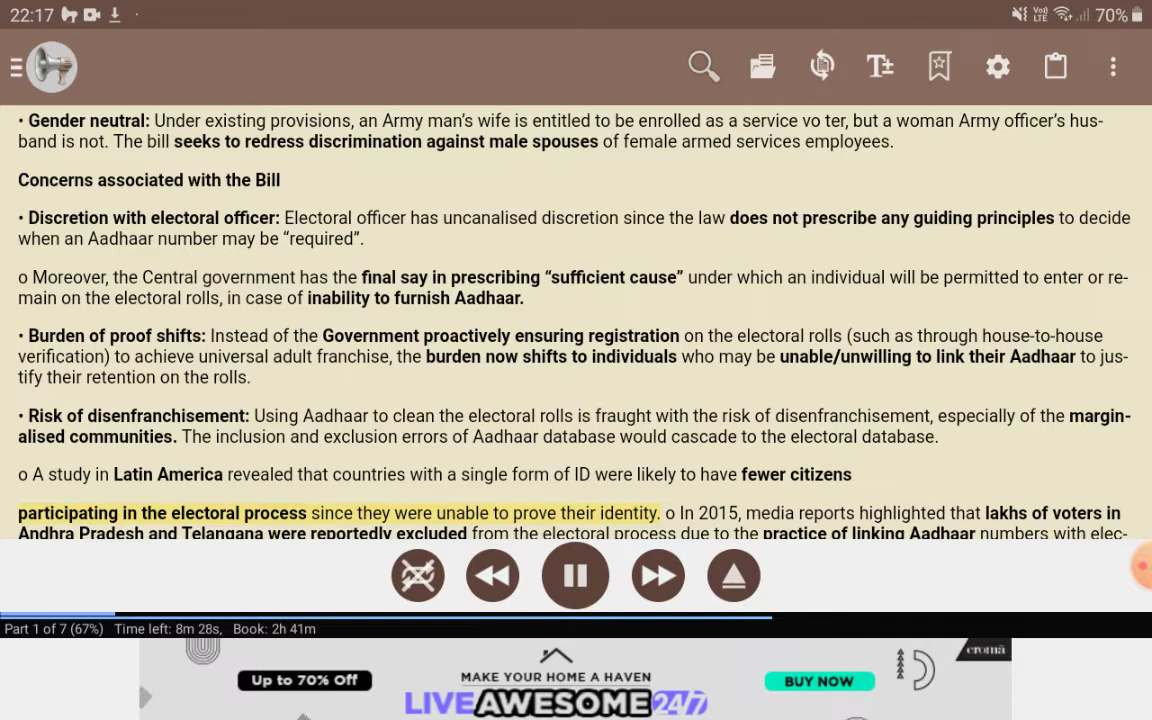 22:17 70%
• Gender neutral: Under existing provisions, an Army man's wife is entitled to be enrolled as a service vo ter, but a woman Army officer's hus-
band is not. The bill seeks to redress discrimination against male spouses of female armed services employees.
Concerns associated with the Bill
• Discretion with electoral officer: Electoral officer has uncanalised discretion since the law does not prescribe any guiding principles to decide
when an Aadhaar number may be “required”.
o Moreover, the Central government has the final say in prescribing “sufficient cause” under which an individual will be permitted to enter or re-
main on the electoral rolls, in case of inability to furnish Aadhaar.
• Burden of proof shifts: Instead of the Government proactively ensuring registration on the electoral rolls (such as through house-to-house
verification) to achieve universal adult franchise, the burden now shifts to individuals who may be unable/unwilling to link their Aadhaar to jus-
tify their retention on the rolls.
• Risk of disenfranchisement: Using Aadhaar to clean the electoral rolls is fraught with the risk of disenfranchisement, especially of the margin-
alised communities. The inclusion and exclusion errors of Aadhaar database would cascade to the electoral database.
o A study in Latin America revealed that countries with a single form of ID were likely to have fewer citizens
participating in the electoral process since they were unable to prove their identity. o In 2015, media reports highlighted that lakhs of voters in
Andhra Pradesh and Telangana were reportedly excluded from the electoral process due to the practice of linking Aadhaar numbers with elec-
Part 1 of 7 (67%) Time left: 8m 28s, Book: 2h 41m
Up to 70% Off
MAKE YOUR HOME A HAVEN
LIVEAWESOME24/7
BUY NOW
cromā